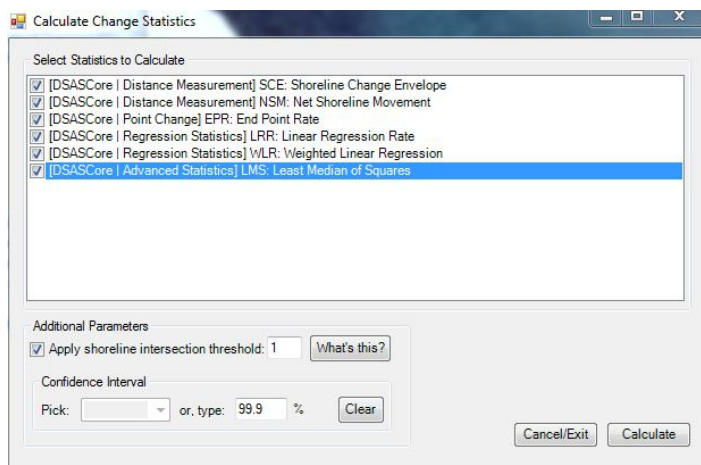 Calculate Change Statistics
Select Statistics to Calculate
[DSASCore | Distance Measurement] SCE: Shoreline Change Envelope
[DSASCore | Distance Measurement] NSM: Net Shoreline Movement
[DSASCore | Point Change] EPR: End Point Rate
[DSASCore | Regression Statistics] LRR: Linear Regression Rate
[DSASCore | Regression Statistics] WLR: Weighted Linear Regression
[DSASCore | Advanced Statistics] LMS: Least Median of Squares
Additional Parameters
Apply shoreline intersection threshold: 1 What's this?
Confidence Interval
Pick: or, type: 99.9 % Clear
Cancel/Exit Calculate